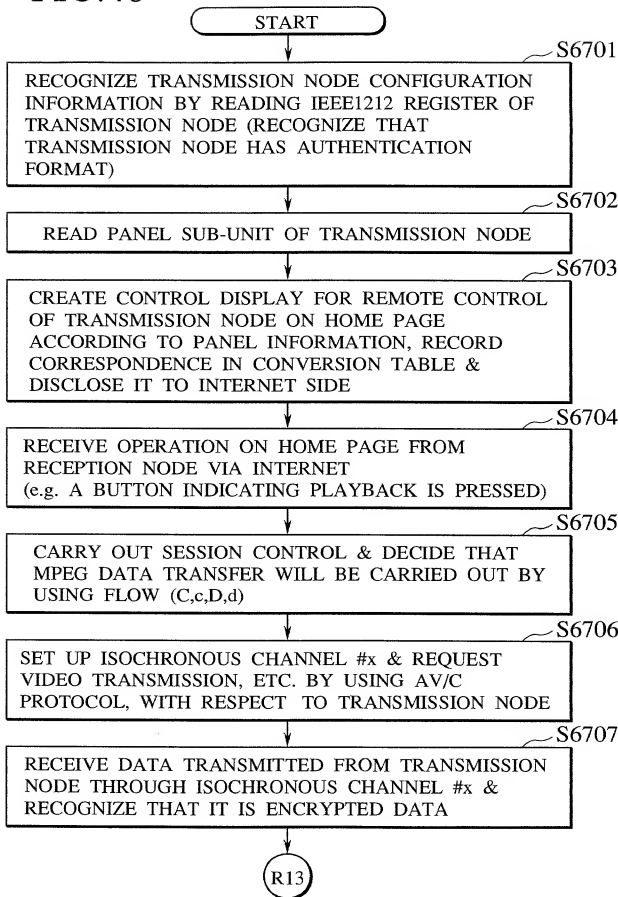 START
S6701
RECOGNIZE TRANSMISSION NODE CONFIGURATION
INFORMATION BY READING IEEE1212 REGISTER OF
TRANSMISSION NODE (RECOGNIZE THAT
TRANSMISSION NODE HAS AUTHENTICATION
FORMAT)
S6702
READ PANEL SUB-UNIT OF TRANSMISSION NODE
S6703
CREATE CONTROL DISPLAY FOR REMOTE CONTROL
OF TRANSMISSION NODE ON HOME PAGE
ACCORDING TO PANEL INFORMATION, RECORD
CORRESPONDENCE IN CONVERSION TABLE &
DISCLOSE IT TO INTERNET SIDE
S6704
RECEIVE OPERATION ON HOME PAGE FROM
RECEPTION NODE VIA INTERNET
(e.g. A BUTTON INDICATING PLAYBACK IS PRESSED)
S6705
CARRY OUT SESSION CONTROL & DECIDE THAT
MPEG DATA TRANSFER WILL BE CARRIED OUT BY
USING FLOW (C,c,D,d)
S6706
SET UP ISOCHRONOUS CHANNEL #x & REQUEST
VIDEO TRANSMISSION, ETC. BY USING AV/C
PROTOCOL, WITH RESPECT TO TRANSMISSION NODE
S6707
RECEIVE DATA TRANSMITTED FROM TRANSMISSION
NODE THROUGH ISOCHRONOUS CHANNEL #x &
RECOGNIZE THAT IT IS ENCRYPTED DATA
R13